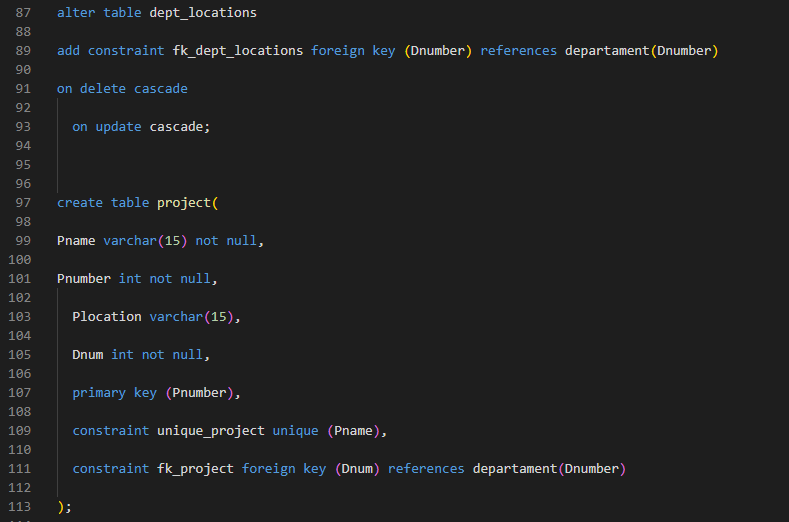 87 alter table dept_locations
88
89 add constraint fk_dept_locations foreign key (Dnumber) references departament(Dnumber)
90
91 on delete cascade
92
93 on update cascade;
94
95
96
97 create table project(
98
99 Pname varchar(15) not null,
100
101 Pnumber int not null,
102
103 Plocation varchar(15),
104
105 Dnum int not null,
106
107 primary key (Pnumber),
108
109 constraint unique_project unique (Pname),
110
111 constraint fk_project foreign key (Dnum) references departament(Dnumber)
112
113 );